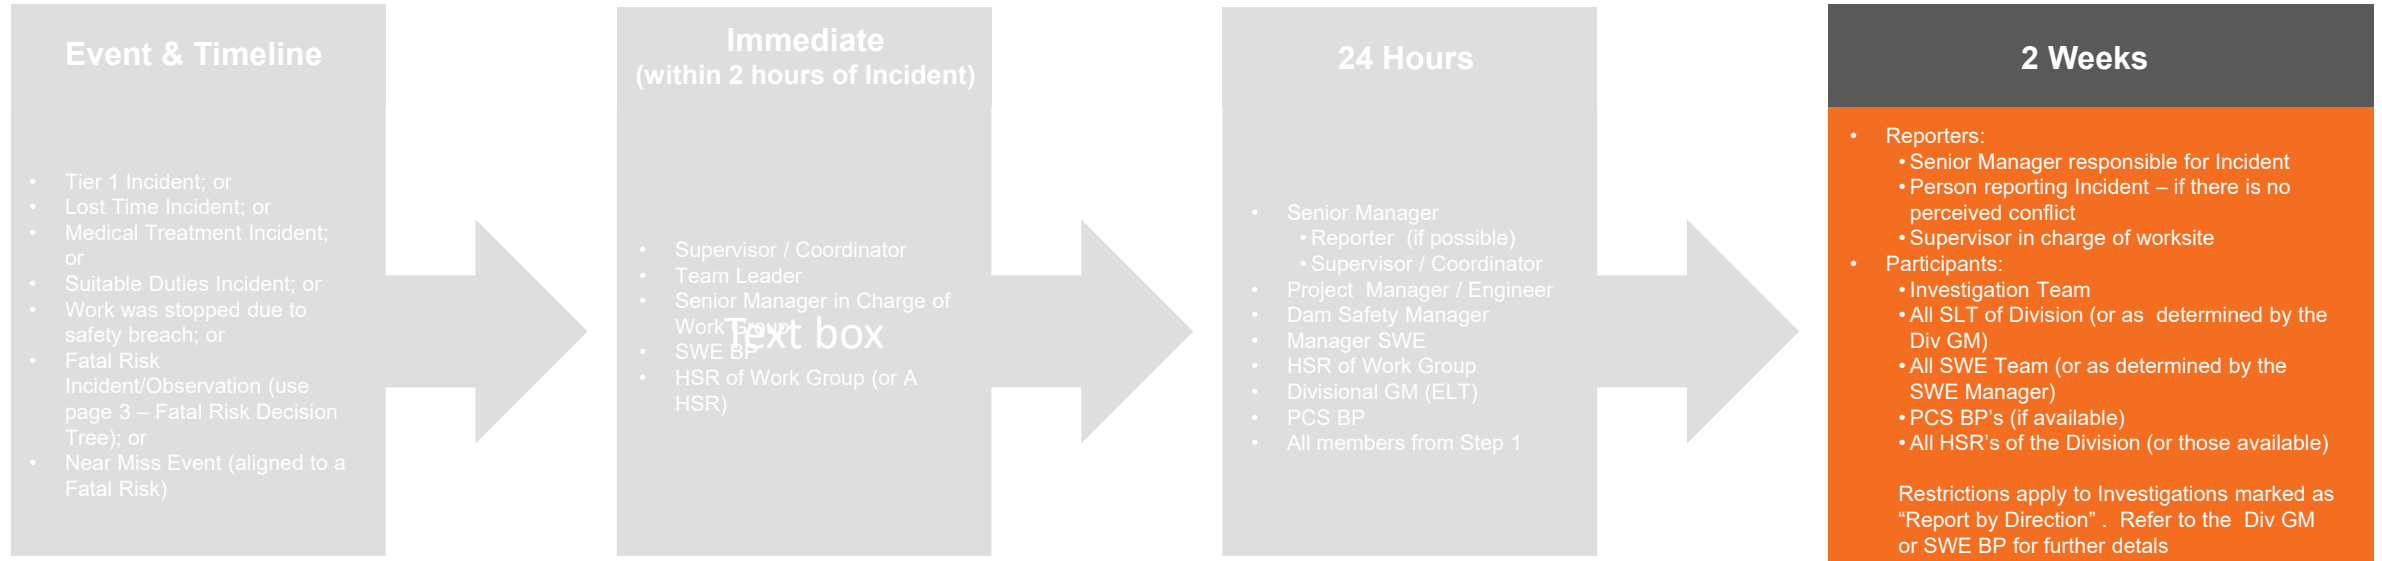 Event & Timeline
• Tier 1 Incident; or
• Lost Time Incident; or
• Medical Treatment Incident;
or
• Suitable Duties Incident; or
• Work was stopped due to
safety breach; or
• Fatal Risk
Incident/Observation (use
page 3 – Fatal Risk Decision
Tree); or
• Near Miss Event (aligned to a
Fatal Risk)
Immediate
(within 2 hours of Incident)
• Supervisor / Coordinator
• Team Leader
• Senior Manager in Charge of
Work Group
• SWE BP
• HSR of Work Group (or A
HSR)
Text box
24 Hours
• Senior Manager
• Reporter  (if possible)
• Supervisor / Coordinator
• Project  Manager / Engineer
• Dam Safety Manager
• Manager SWE
• HSR of Work Group
• Divisional GM (ELT)
• PCS BP
• All members from Step 1
2 Weeks
• Reporters:
• Senior Manager responsible for Incident
• Person reporting Incident – if there is no
perceived conflict
• Supervisor in charge of worksite
• Participants:
• Investigation Team
• All SLT of Division (or as  determined by the
Div GM)
• All SWE Team (or as determined by the
SWE Manager)
• PCS BP’s (if available)
• All HSR’s of the Division (or those available)
Restrictions apply to Investigations marked as
“Report by Direction” .  Refer to the  Div GM
or SWE BP for further detals